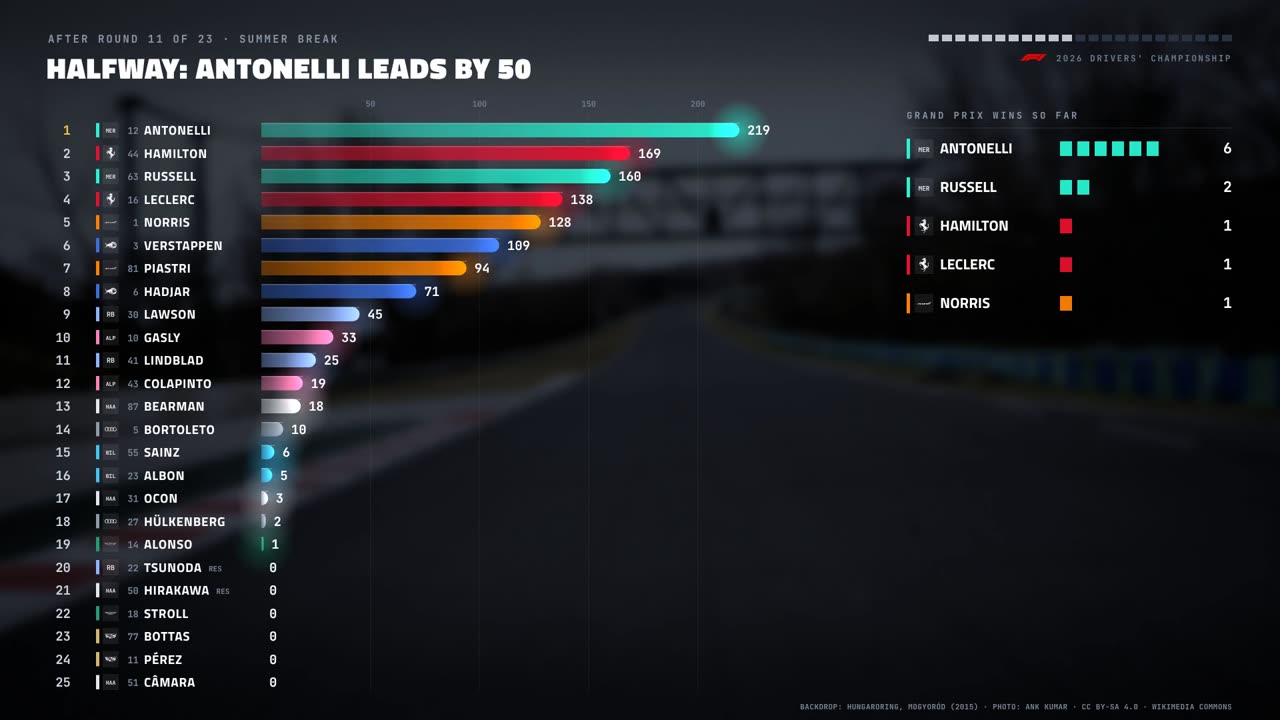 AFTER ROUND 11 OF 23 · SUMMER BREAK
HALFWAY: ANTONELLI LEADS BY 50
2026 DRIVERS' CHAMPIONSHIP
50 100 150 200
1 MER 12 ANTONELLI 219
2 44 HAMILTON 169
3 MER 63 RUSSELL 160
4 16 LECLERC 138
5 1 NORRIS 128
6 3 VERSTAPPEN 109
7 81 PIASTRI 94
8 6 HADJAR 71
9 RB 30 LAWSON 45
10 ALP 10 GASLY 33
11 RB 41 LINDBLAD 25
12 ALP 43 COLAPINTO 19
13 HAA 87 BEARMAN 18
14 5 BORTOLETO 10
15 WIL 55 SAINZ 6
16 WIL 23 ALBON 5
17 HAA 31 OCON 3
18 27 HÜLKENBERG 2
19 14 ALONSO 1
20 RB 22 TSUNODA RES 0
21 HAA 50 HIRAKAWA RES 0
22 18 STROLL 0
23 77 BOTTAS 0
24 11 PÉREZ 0
25 HAA 51 CÂMARA 0
GRAND PRIX WINS SO FAR
MER ANTONELLI 6
MER RUSSELL 2
HAMILTON 1
LECLERC 1
NORRIS 1
BACKDROP: HUNGARORING, MOGYORÓD (2015) · PHOTO: ANK KUMAR · CC BY-SA 4.0 · WIKIMEDIA COMMONS